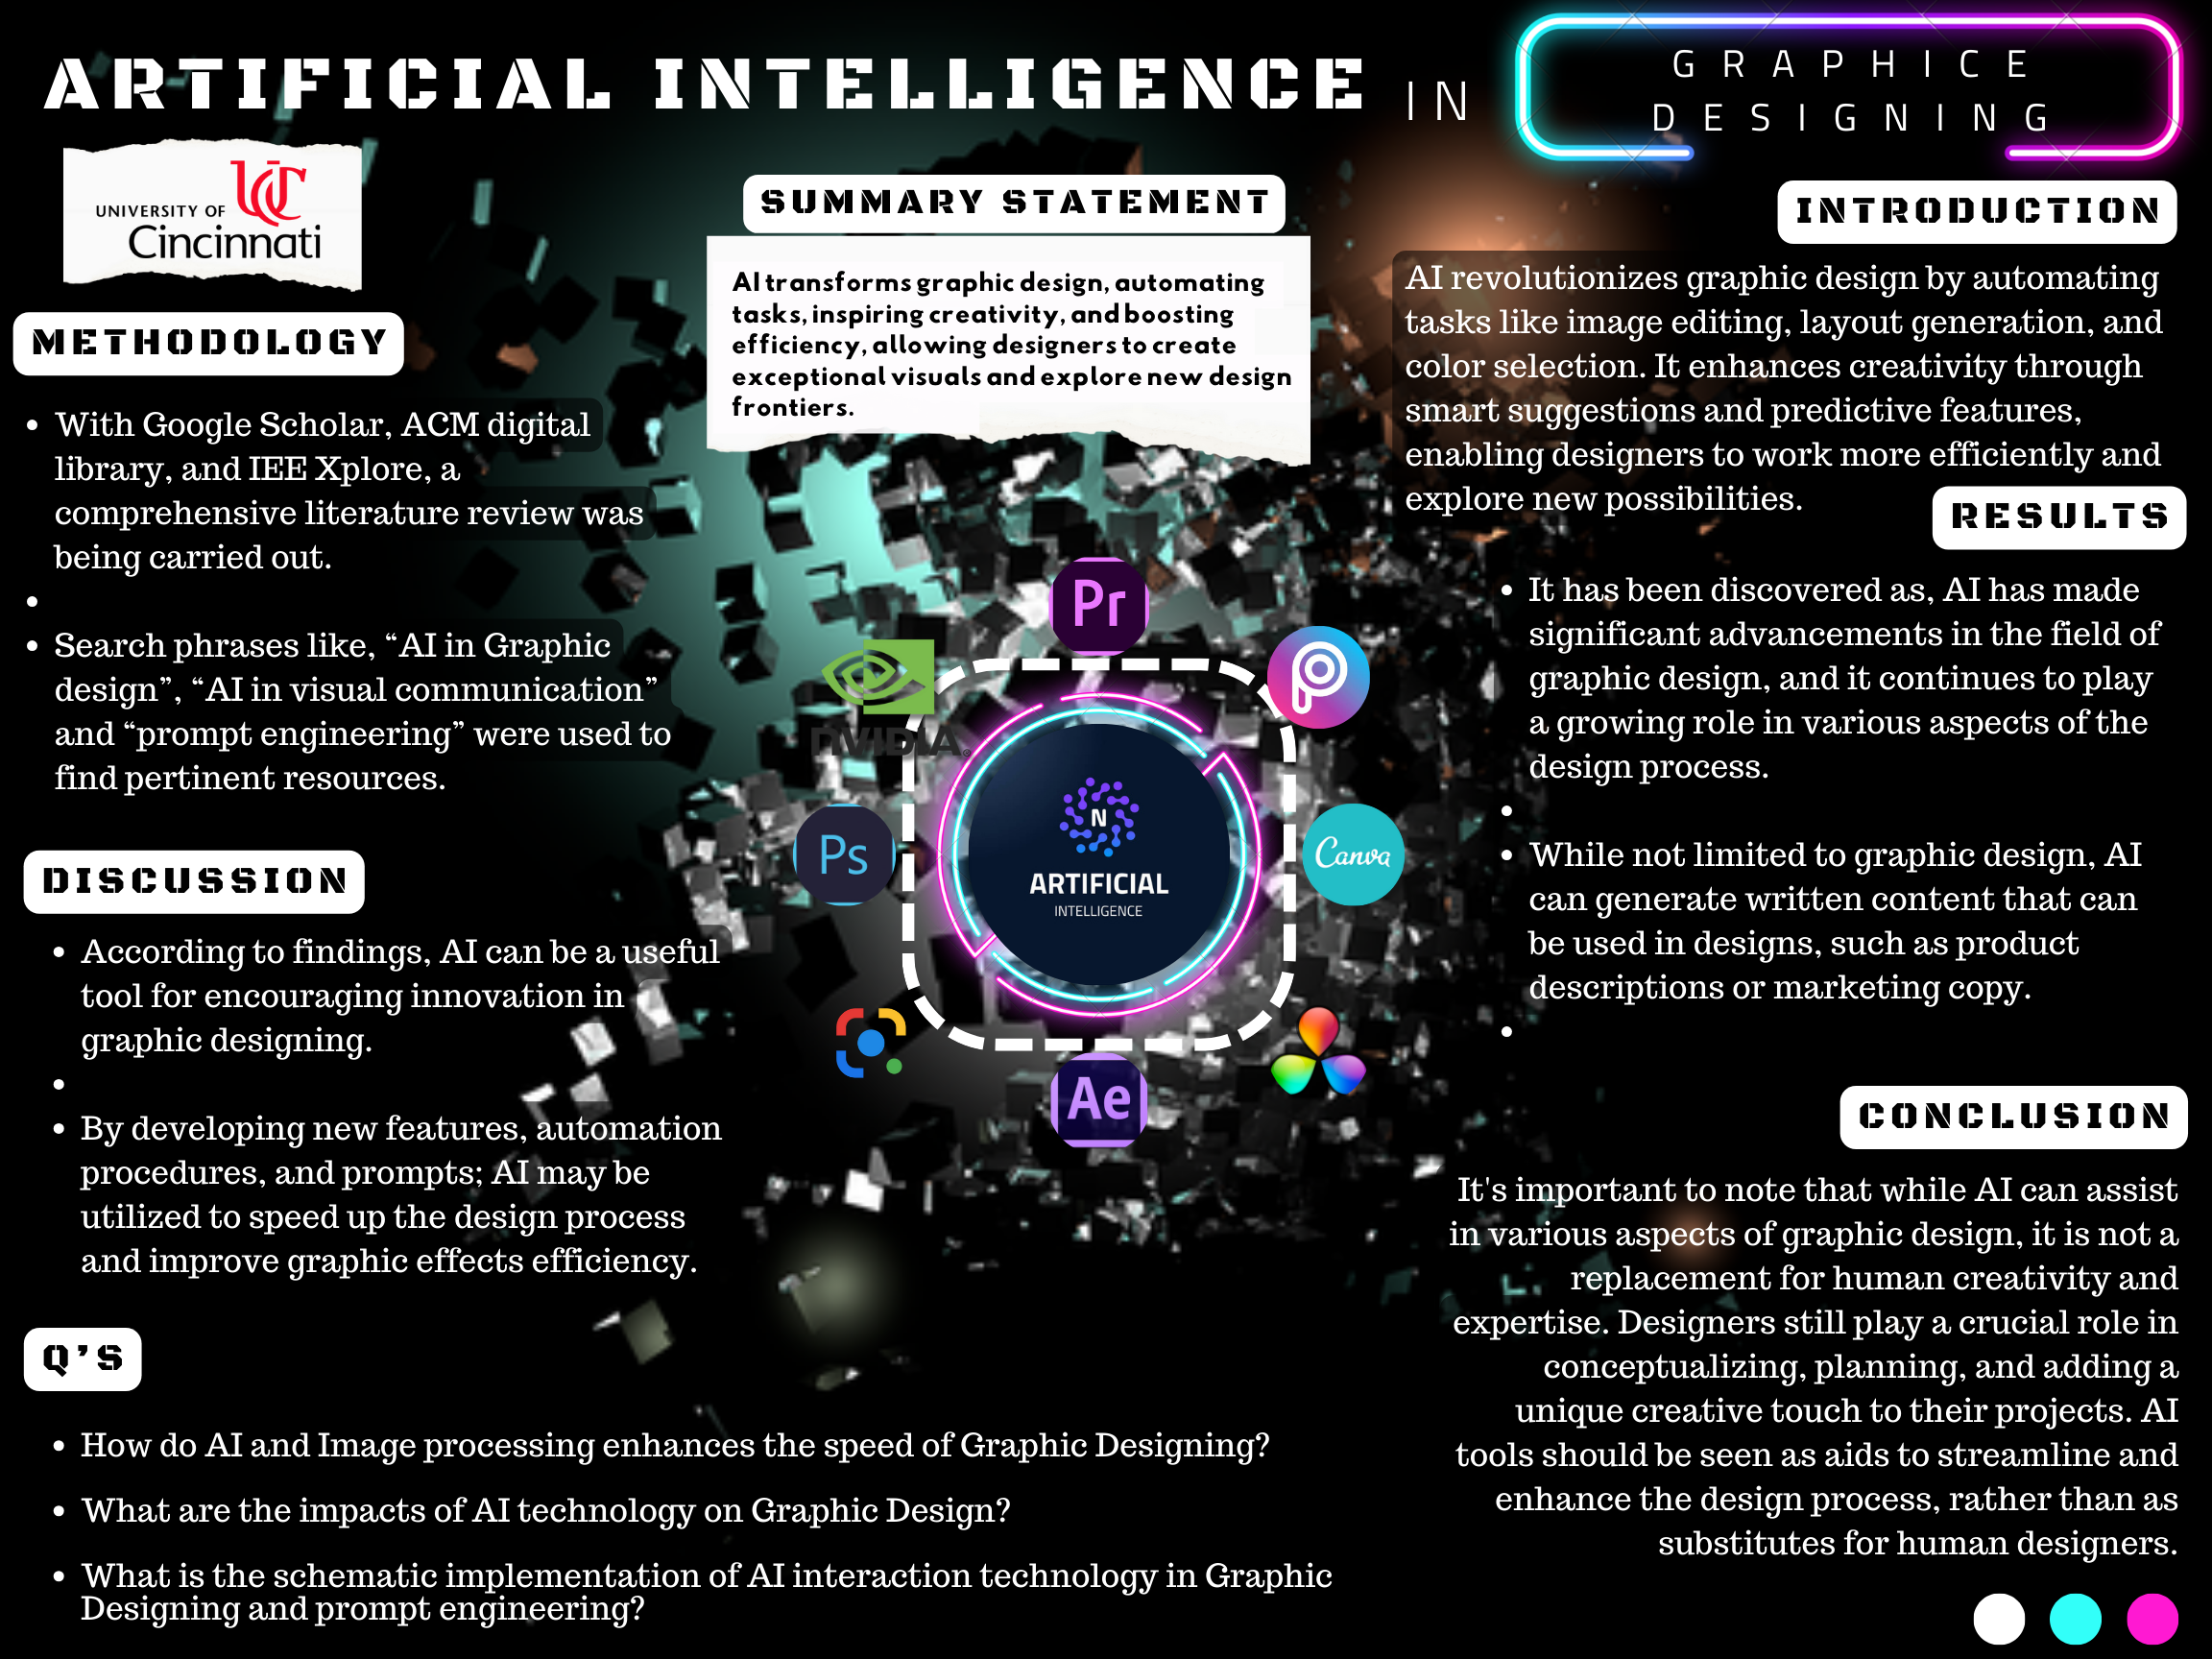 ARTIFICIAL INTELLIGENCE IN
GRAPHICE
DESIGNING
UNIVERSITY OF
Cincinnati
METHODOLOGY
• With Google Scholar, ACM digital
library, and IEE Xplore, a
comprehensive literature review was
being carried out.
•
• Search phrases like, “AI in Graphic
design”, “AI in visual communication”
and “prompt engineering” were used to
find pertinent resources.
DISCUSSION
• According to findings, AI can be a useful
tool for encouraging innovation in
graphic designing.
•
• By developing new features, automation
procedures, and prompts; AI may be
utilized to speed up the design process
and improve graphic effects efficiency.
Q’S
• How do AI and Image processing enhances the speed of Graphic Designing?
• What are the impacts of AI technology on Graphic Design?
• What is the schematic implementation of AI interaction technology in Graphic
Designing and prompt engineering?
SUMMARY STATEMENT
AI transforms graphic design, automating
tasks, inspiring creativity, and boosting
efficiency, allowing designers to create
exceptional visuals and explore new design
frontiers.
Pr
NVIDIA
Ps
Canva
N
ARTIFICIAL
INTELLIGENCE
Ae
INTRODUCTION
AI revolutionizes graphic design by automating
tasks like image editing, layout generation, and
color selection. It enhances creativity through
smart suggestions and predictive features,
enabling designers to work more efficiently and
explore new possibilities.
RESULTS
• It has been discovered as, AI has made
significant advancements in the field of
graphic design, and it continues to play
a growing role in various aspects of the
design process.
•
• While not limited to graphic design, AI
can generate written content that can
be used in designs, such as product
descriptions or marketing copy.
•
CONCLUSION
It's important to note that while AI can assist
in various aspects of graphic design, it is not a
replacement for human creativity and
expertise. Designers still play a crucial role in
conceptualizing, planning, and adding a
unique creative touch to their projects. AI
tools should be seen as aids to streamline and
enhance the design process, rather than as
substitutes for human designers.